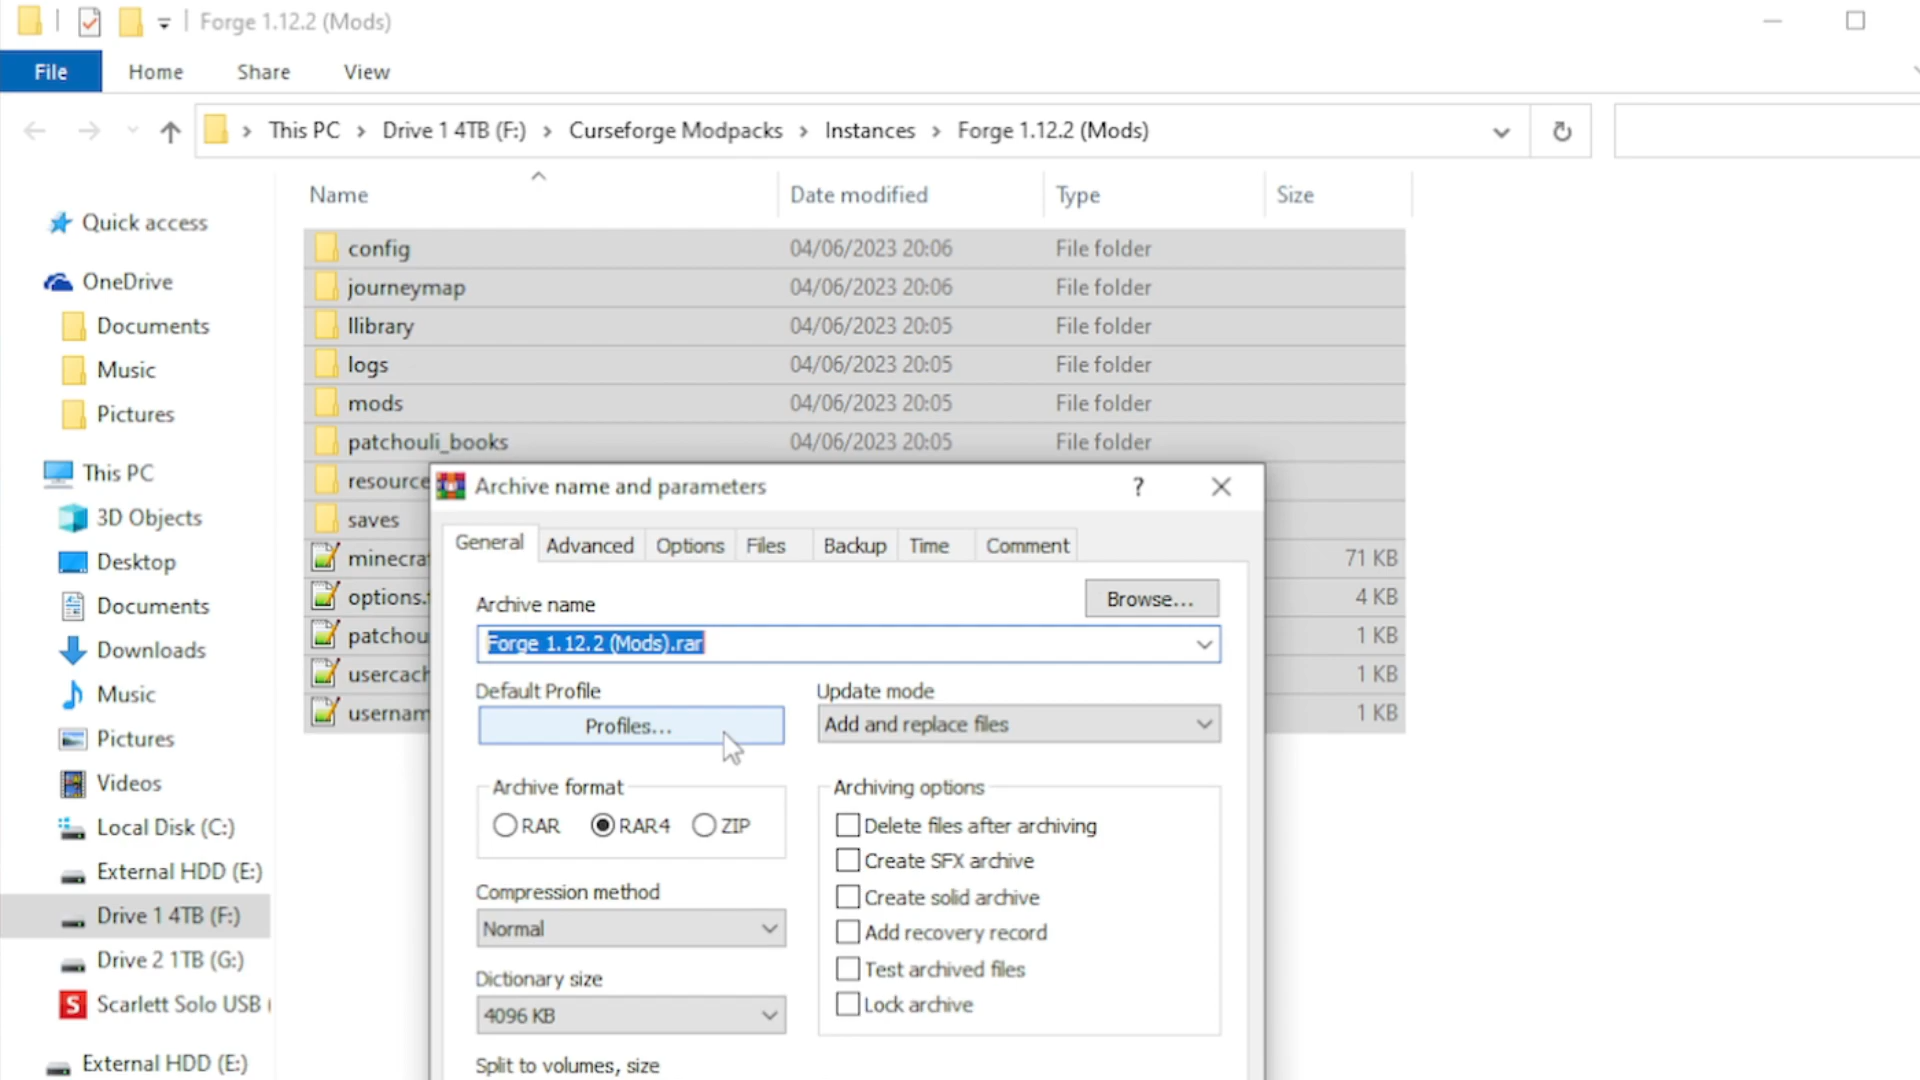 Forge 1.12.2 (Mods)
File Home Share View
This PC Drive 1 4TB (F:) Curseforge Modpacks Instances Forge 1.12.2 (Mods)
Name Date modified Type Size
Quick access
OneDrive
Documents
Music
Pictures
This PC
3D Objects
Desktop
Documents
Downloads
Music
Pictures
Videos
Local Disk (C:)
External HDD (E:)
Drive 1 4TB (F:)
Drive 2 1TB (G:)
S Scarlett Solo USB (
External HDD (E:)
config 04/06/2023 20:06 File folder
journeymap 04/06/2023 20:06 File folder
llibrary 04/06/2023 20:05 File folder
logs 04/06/2023 20:05 File folder
mods 04/06/2023 20:05 File folder
patchouli_books 04/06/2023 20:05 File folder
resource
saves
minecraf 71 KB
options.t 4 KB
patchou 1 KB
usercach 1 KB
usernam 1 KB
Archive name and parameters ?
General Advanced Options Files Backup Time Comment
Archive name
Browse...
Forge 1.12.2 (Mods).rar
Default Profile
Profiles...
Update mode
Add and replace files
Archive format
RAR RAR4 ZIP
Compression method
Normal
Dictionary size
4096 KB
Split to volumes, size
Archiving options
Delete files after archiving
Create SFX archive
Create solid archive
Add recovery record
Test archived files
Lock archive